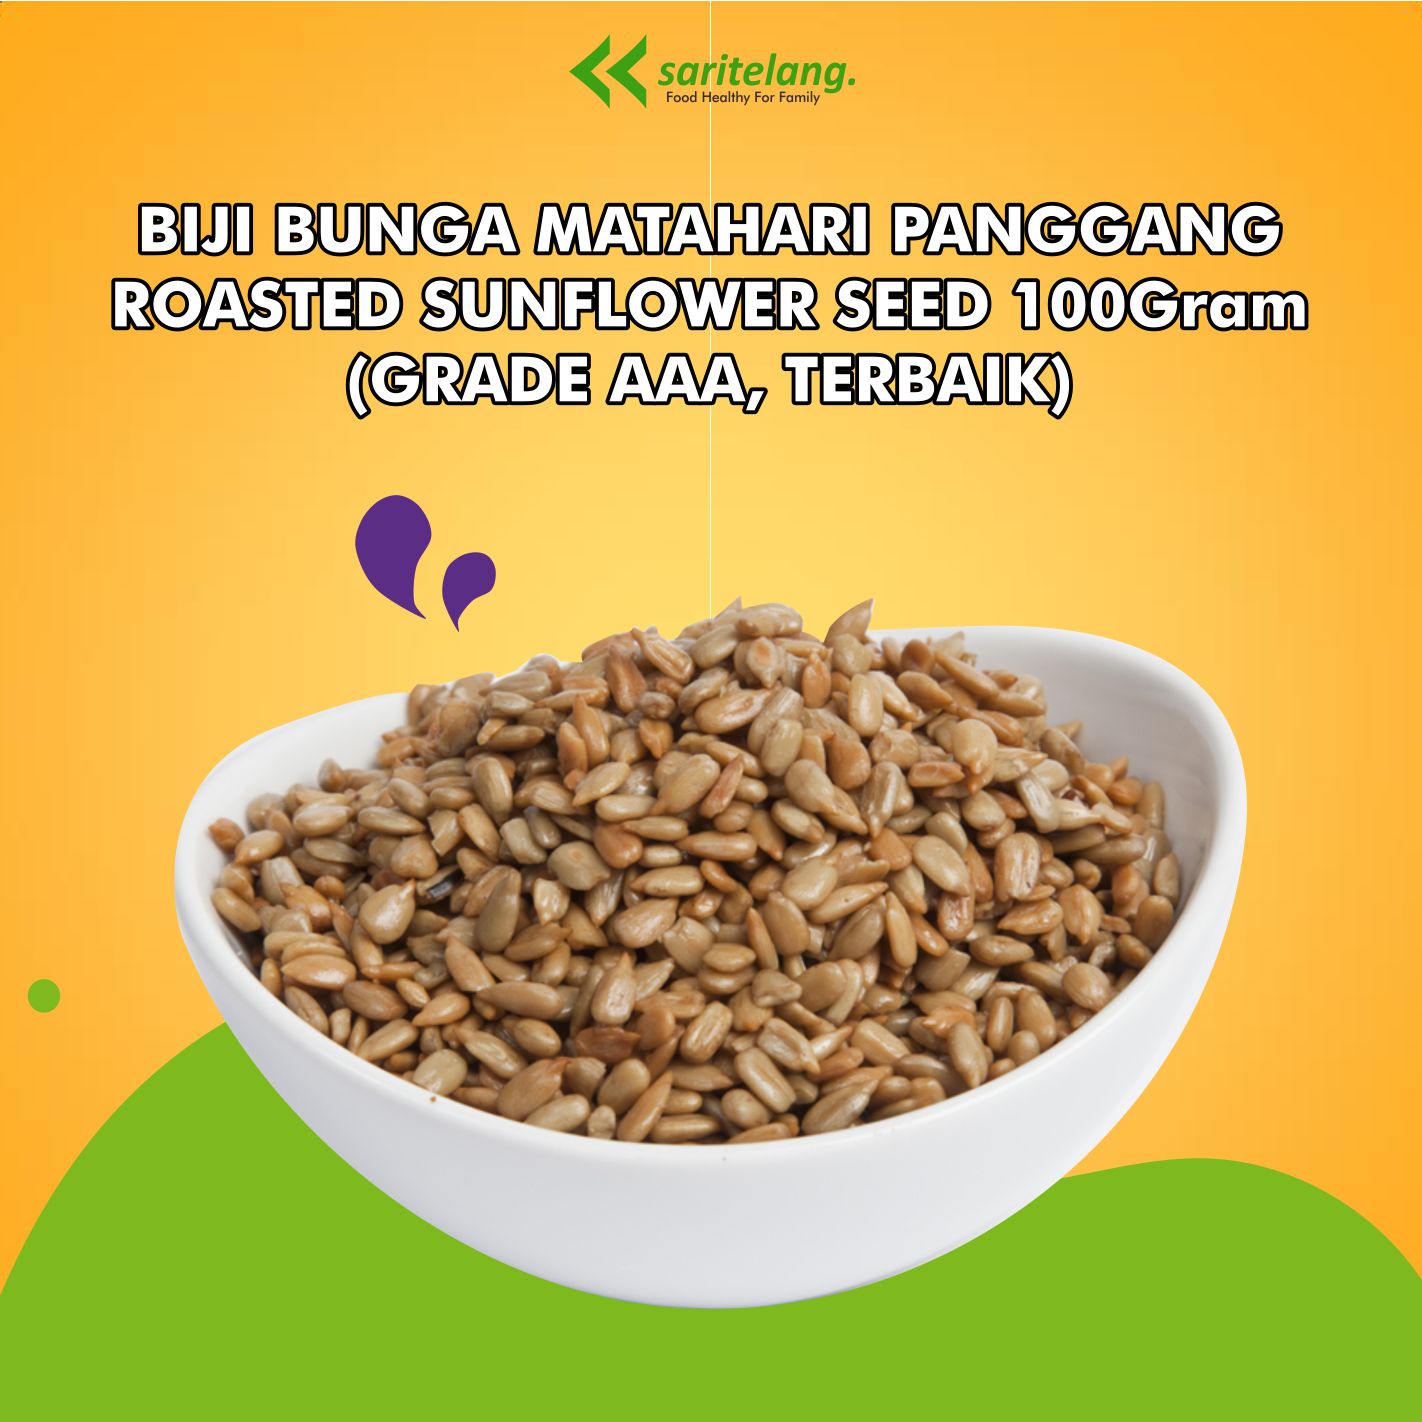 saritelang.
Food Healthy For Family
BIJI BUNGA MATAHARI PANGGANG
ROASTED SUNFLOWER SEED 100Gram
(GRADE AAA, TERBAIK)